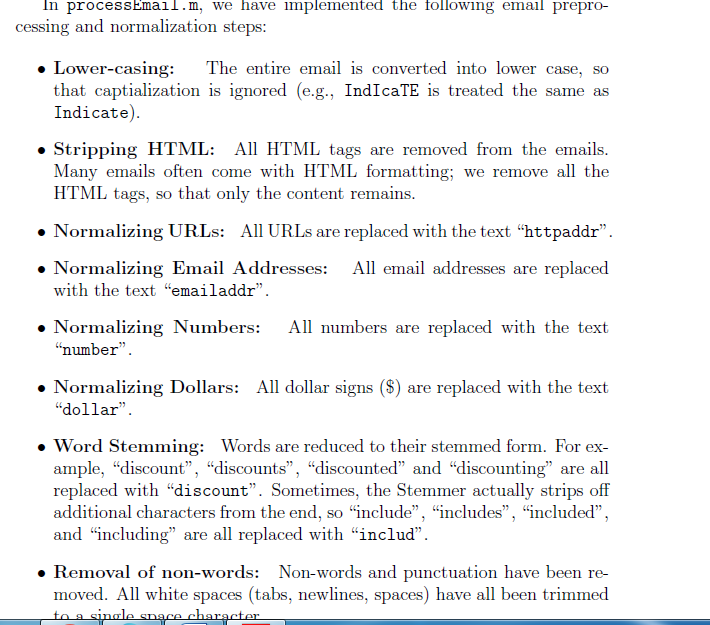 In processEmail.m, we have implemented the following email prepro-
cessing and normalization steps:
• Lower-casing: The entire email is converted into lower case, so
that captialization is ignored (e.g., IndIcaTE is treated the same as
Indicate).
• Stripping HTML: All HTML tags are removed from the emails.
Many emails often come with HTML formatting; we remove all the
HTML tags, so that only the content remains.
• Normalizing URLs: All URLs are replaced with the text “httpaddr”.
• Normalizing Email Addresses: All email addresses are replaced
with the text “emailaddr”.
• Normalizing Numbers: All numbers are replaced with the text
“number”.
• Normalizing Dollars: All dollar signs ($) are replaced with the text
“dollar”.
• Word Stemming: Words are reduced to their stemmed form. For ex-
ample, “discount”, “discounts”, “discounted” and “discounting” are all
replaced with “discount”. Sometimes, the Stemmer actually strips off
additional characters from the end, so “include”, “includes”, “included”,
and “including” are all replaced with “includ”.
• Removal of non-words: Non-words and punctuation have been re-
moved. All white spaces (tabs, newlines, spaces) have all been trimmed
to a single space character.